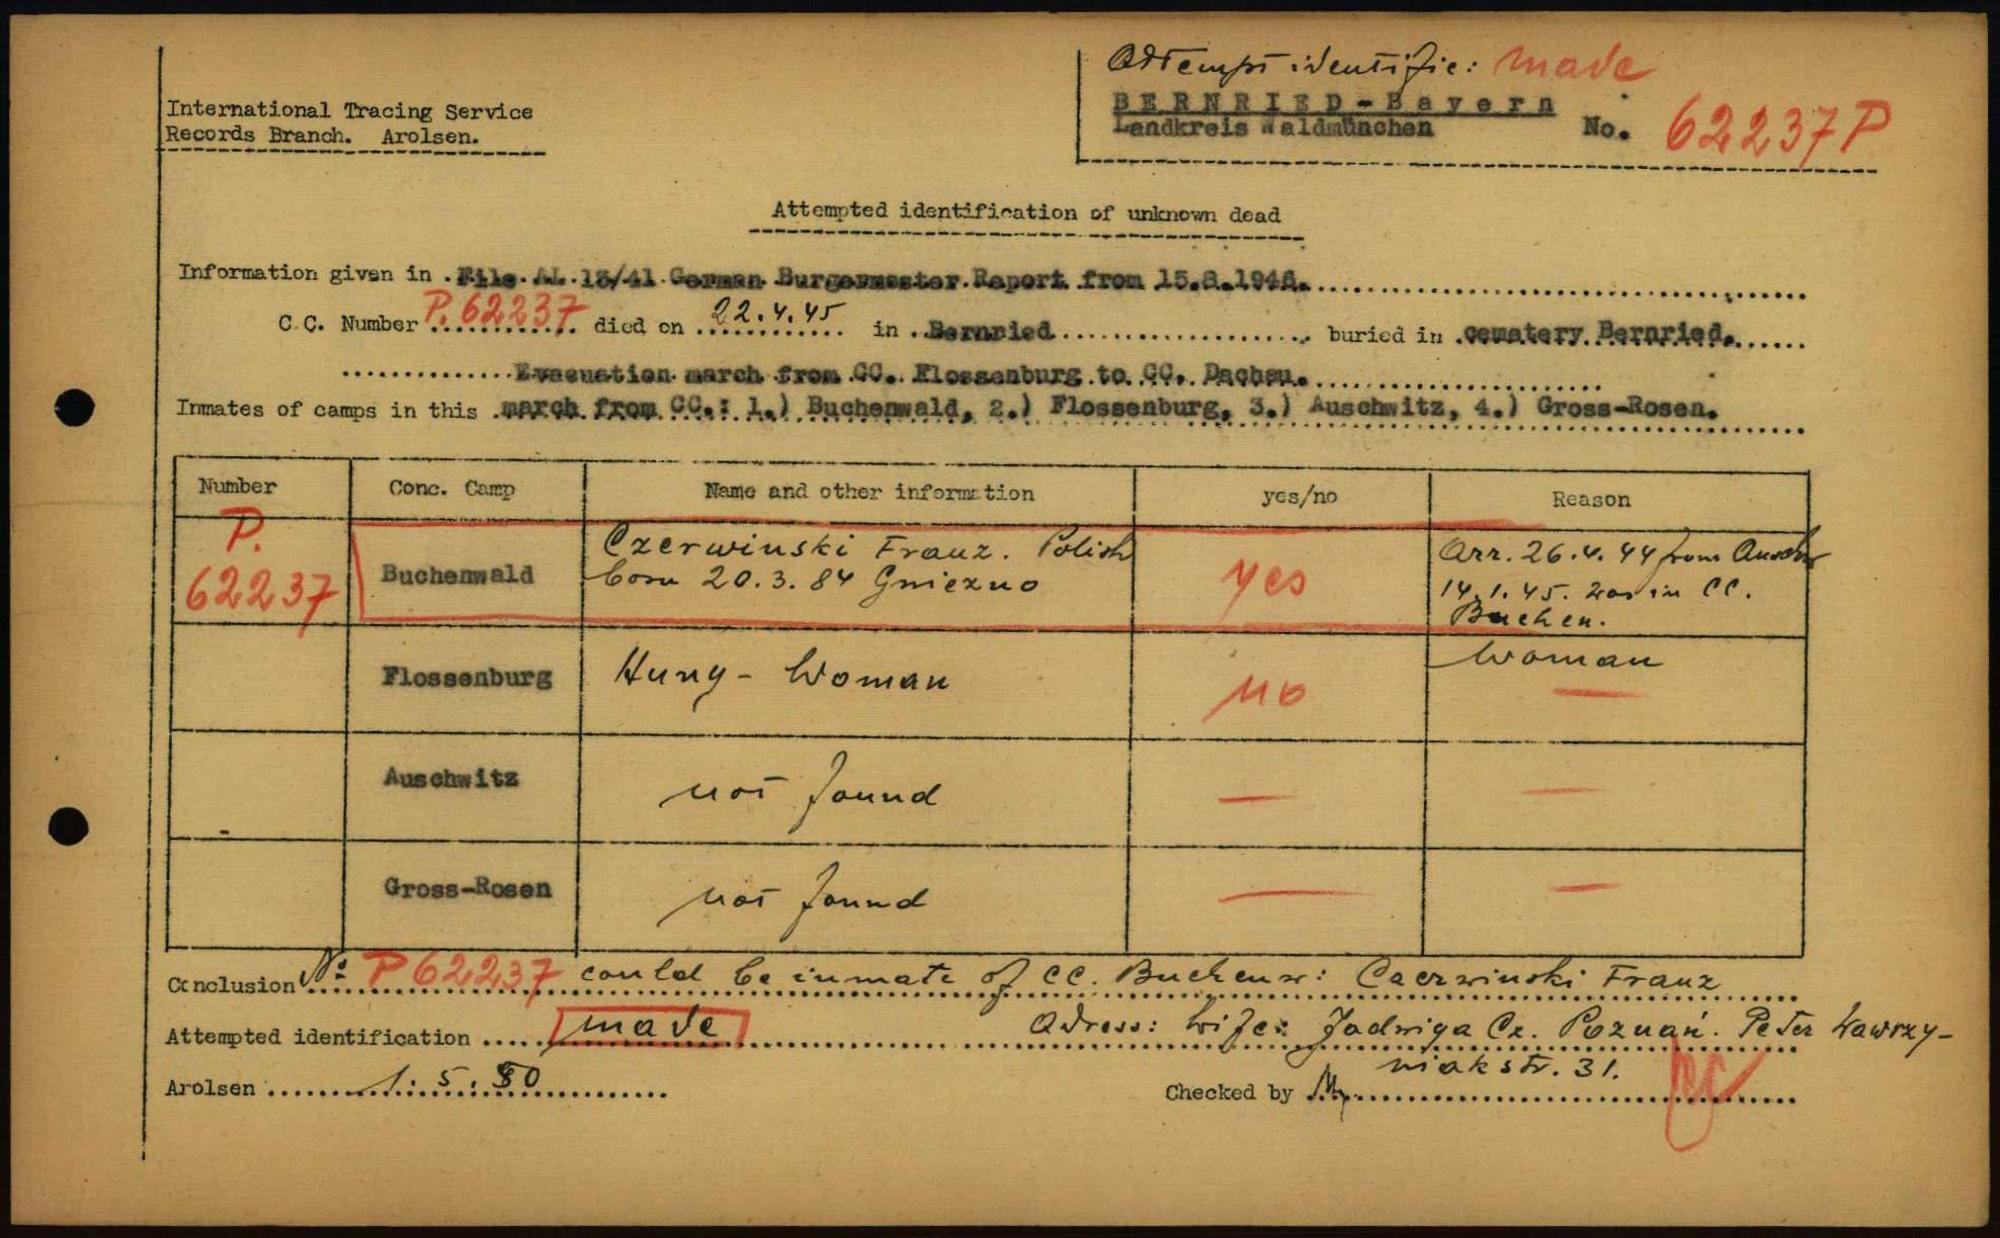 Attempt identific: made
International Tracing Service
Records Branch. Arolsen.
BERNRIED-Bayern
Landkreis Waldmünchen No. 62237 P
Attempted identification of unknown dead
Information given in . File AL 13/41 German Burgermester Report from 15.8.1946.
C.C. Number P. 62237 died on 22.4.45 in Bernried buried in cemetery Bernried.
Evacuation march from CC. Flossenburg to CC. Dachau.
Inmates of camps in this march from CC.: 1.) Buchenwald, 2.) Flossenburg, 3.) Auschwitz, 4.) Gross-Rosen.
Number Conc. Camp Name and other information yes/no Reason
P. 62237 Buchenwald Czerwinski Franz. Polish yes Arr. 26.4.44 from Auschw
born 20.3.84 Gniezno 14.1.45. was in CC.
Buchen.
Flossenburg Hung- Woman no Woman —
Auschwitz not found — —
Gross-Rosen not found — —
Conclusion No P 62237 could be inmate of CC. Buchenw: Czerwinski Franz
Attempted identification made Adress: Wife: Jadwiga Cz. Poznań. Peter Wawrzy-
niakstr. 31.
Arolsen 1.5.50 Checked by